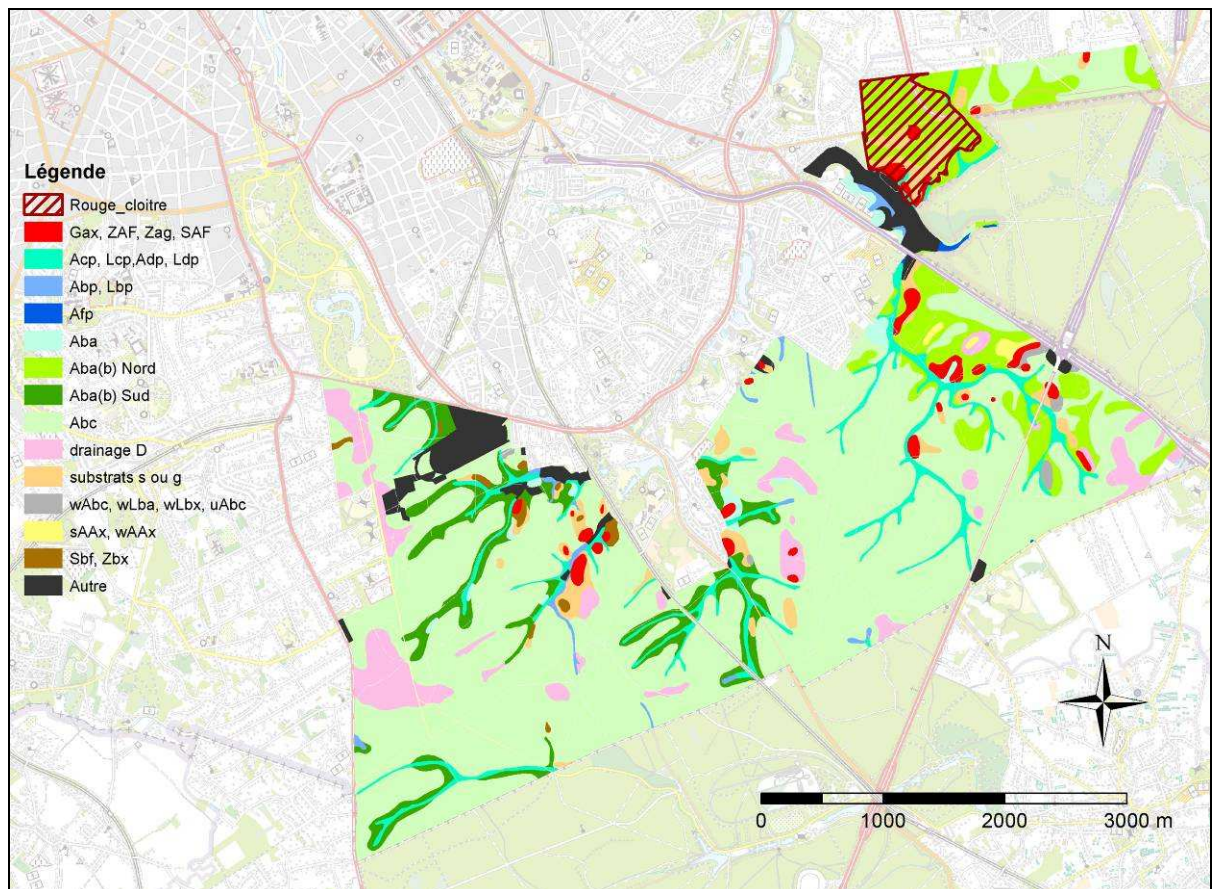 Légende
Rouge_cloitre
Gax, ZAF, Zag, SAF
Acp, Lcp,Adp, Ldp
Abp, Lbp
Afp
Aba
Aba(b) Nord
Aba(b) Sud
Abc
drainage D
substrats s ou g
wAbc, wLba, wLbx, uAbc
sAAx, wAAx
Sbf, Zbx
Autre
N
0 1000 2000 3000 m